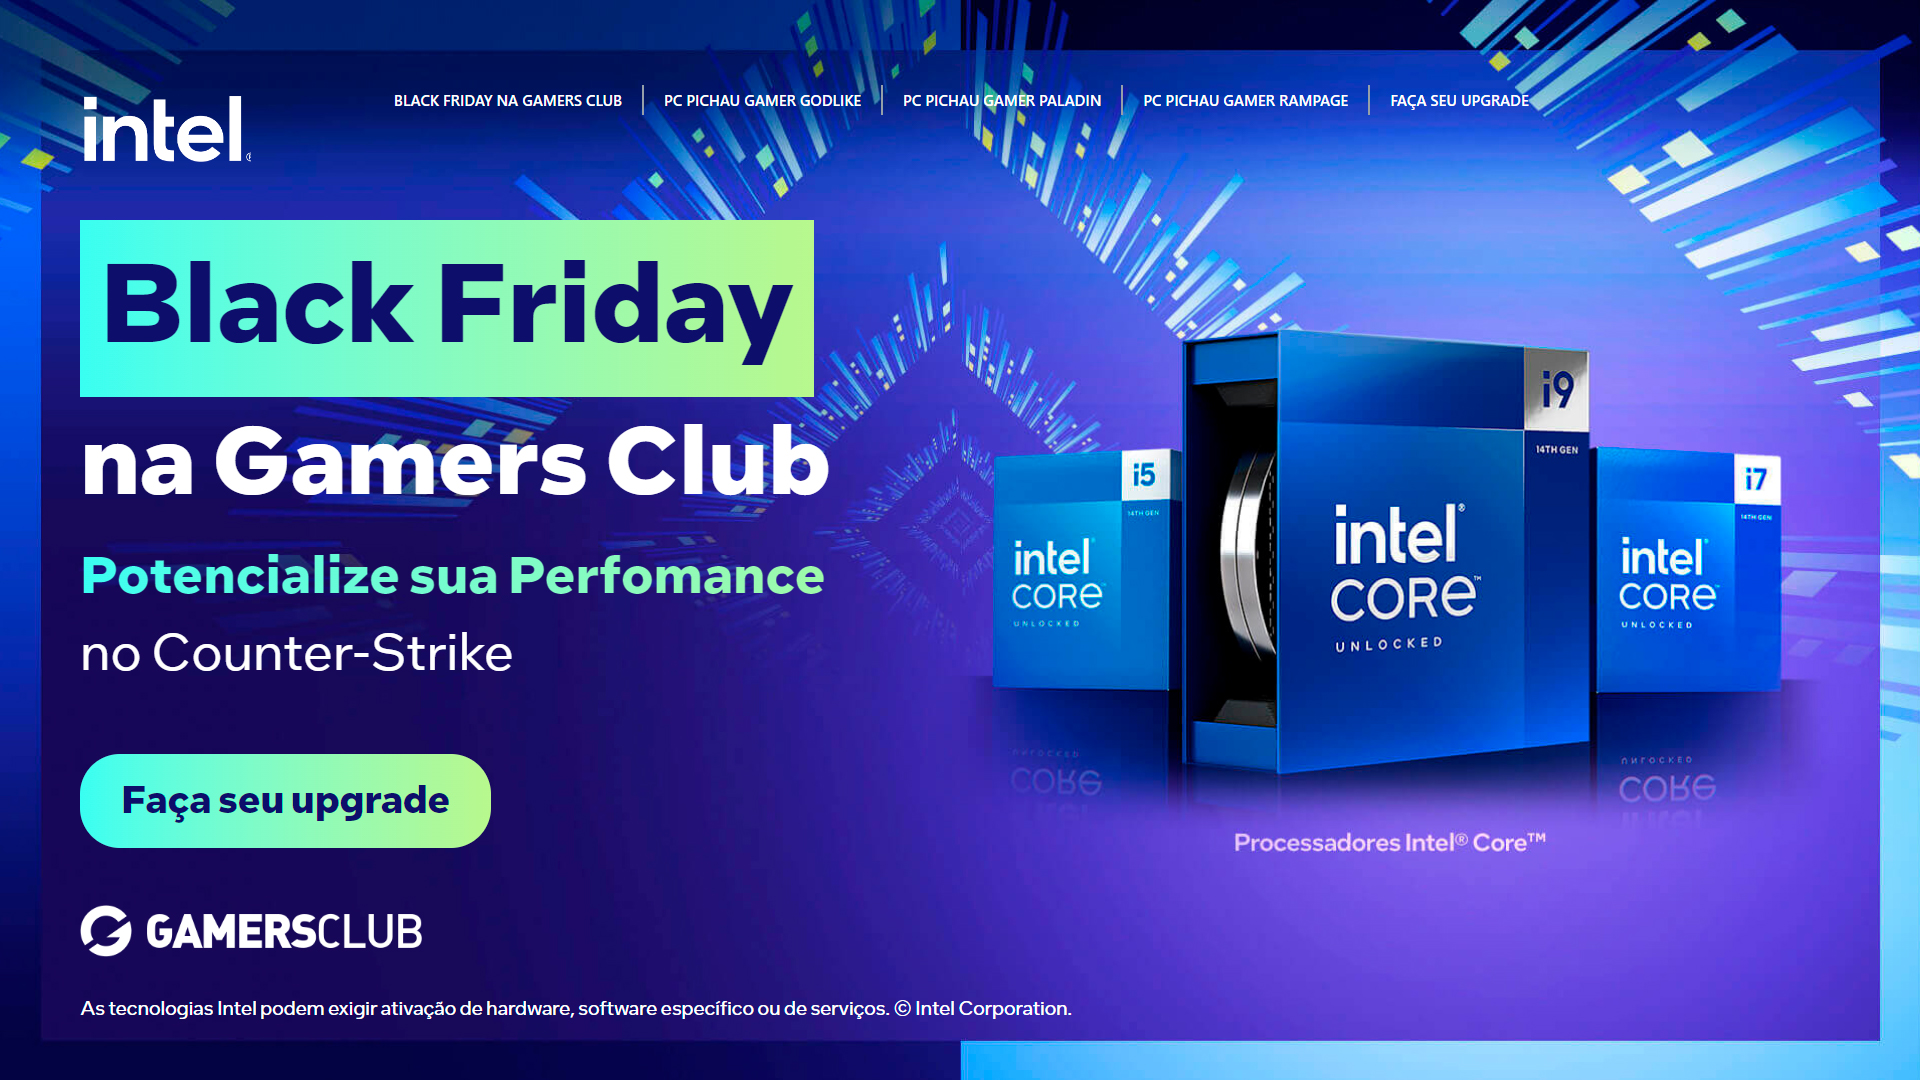 intel®
BLACK FRIDAY NA GAMERS CLUB
PC PICHAU GAMER GODLIKE
PC PICHAU GAMER PALADIN
PC PICHAU GAMER RAMPAGE
FAÇA SEU UPGRADE
Black Friday
na Gamers Club
Potencialize sua Perfomance
no Counter-Strike
Faça seu upgrade
GAMERSCLUB
i5
14TH GEN
intel®
CORE™
UNLOCKED
i9
14TH GEN
intel®
CORE™
UNLOCKED
i7
14TH GEN
intel®
CORE™
UNLOCKED
Processadores Intel® Core™
As tecnologias Intel podem exigir ativação de hardware, software específico ou de serviços. © Intel Corporation.